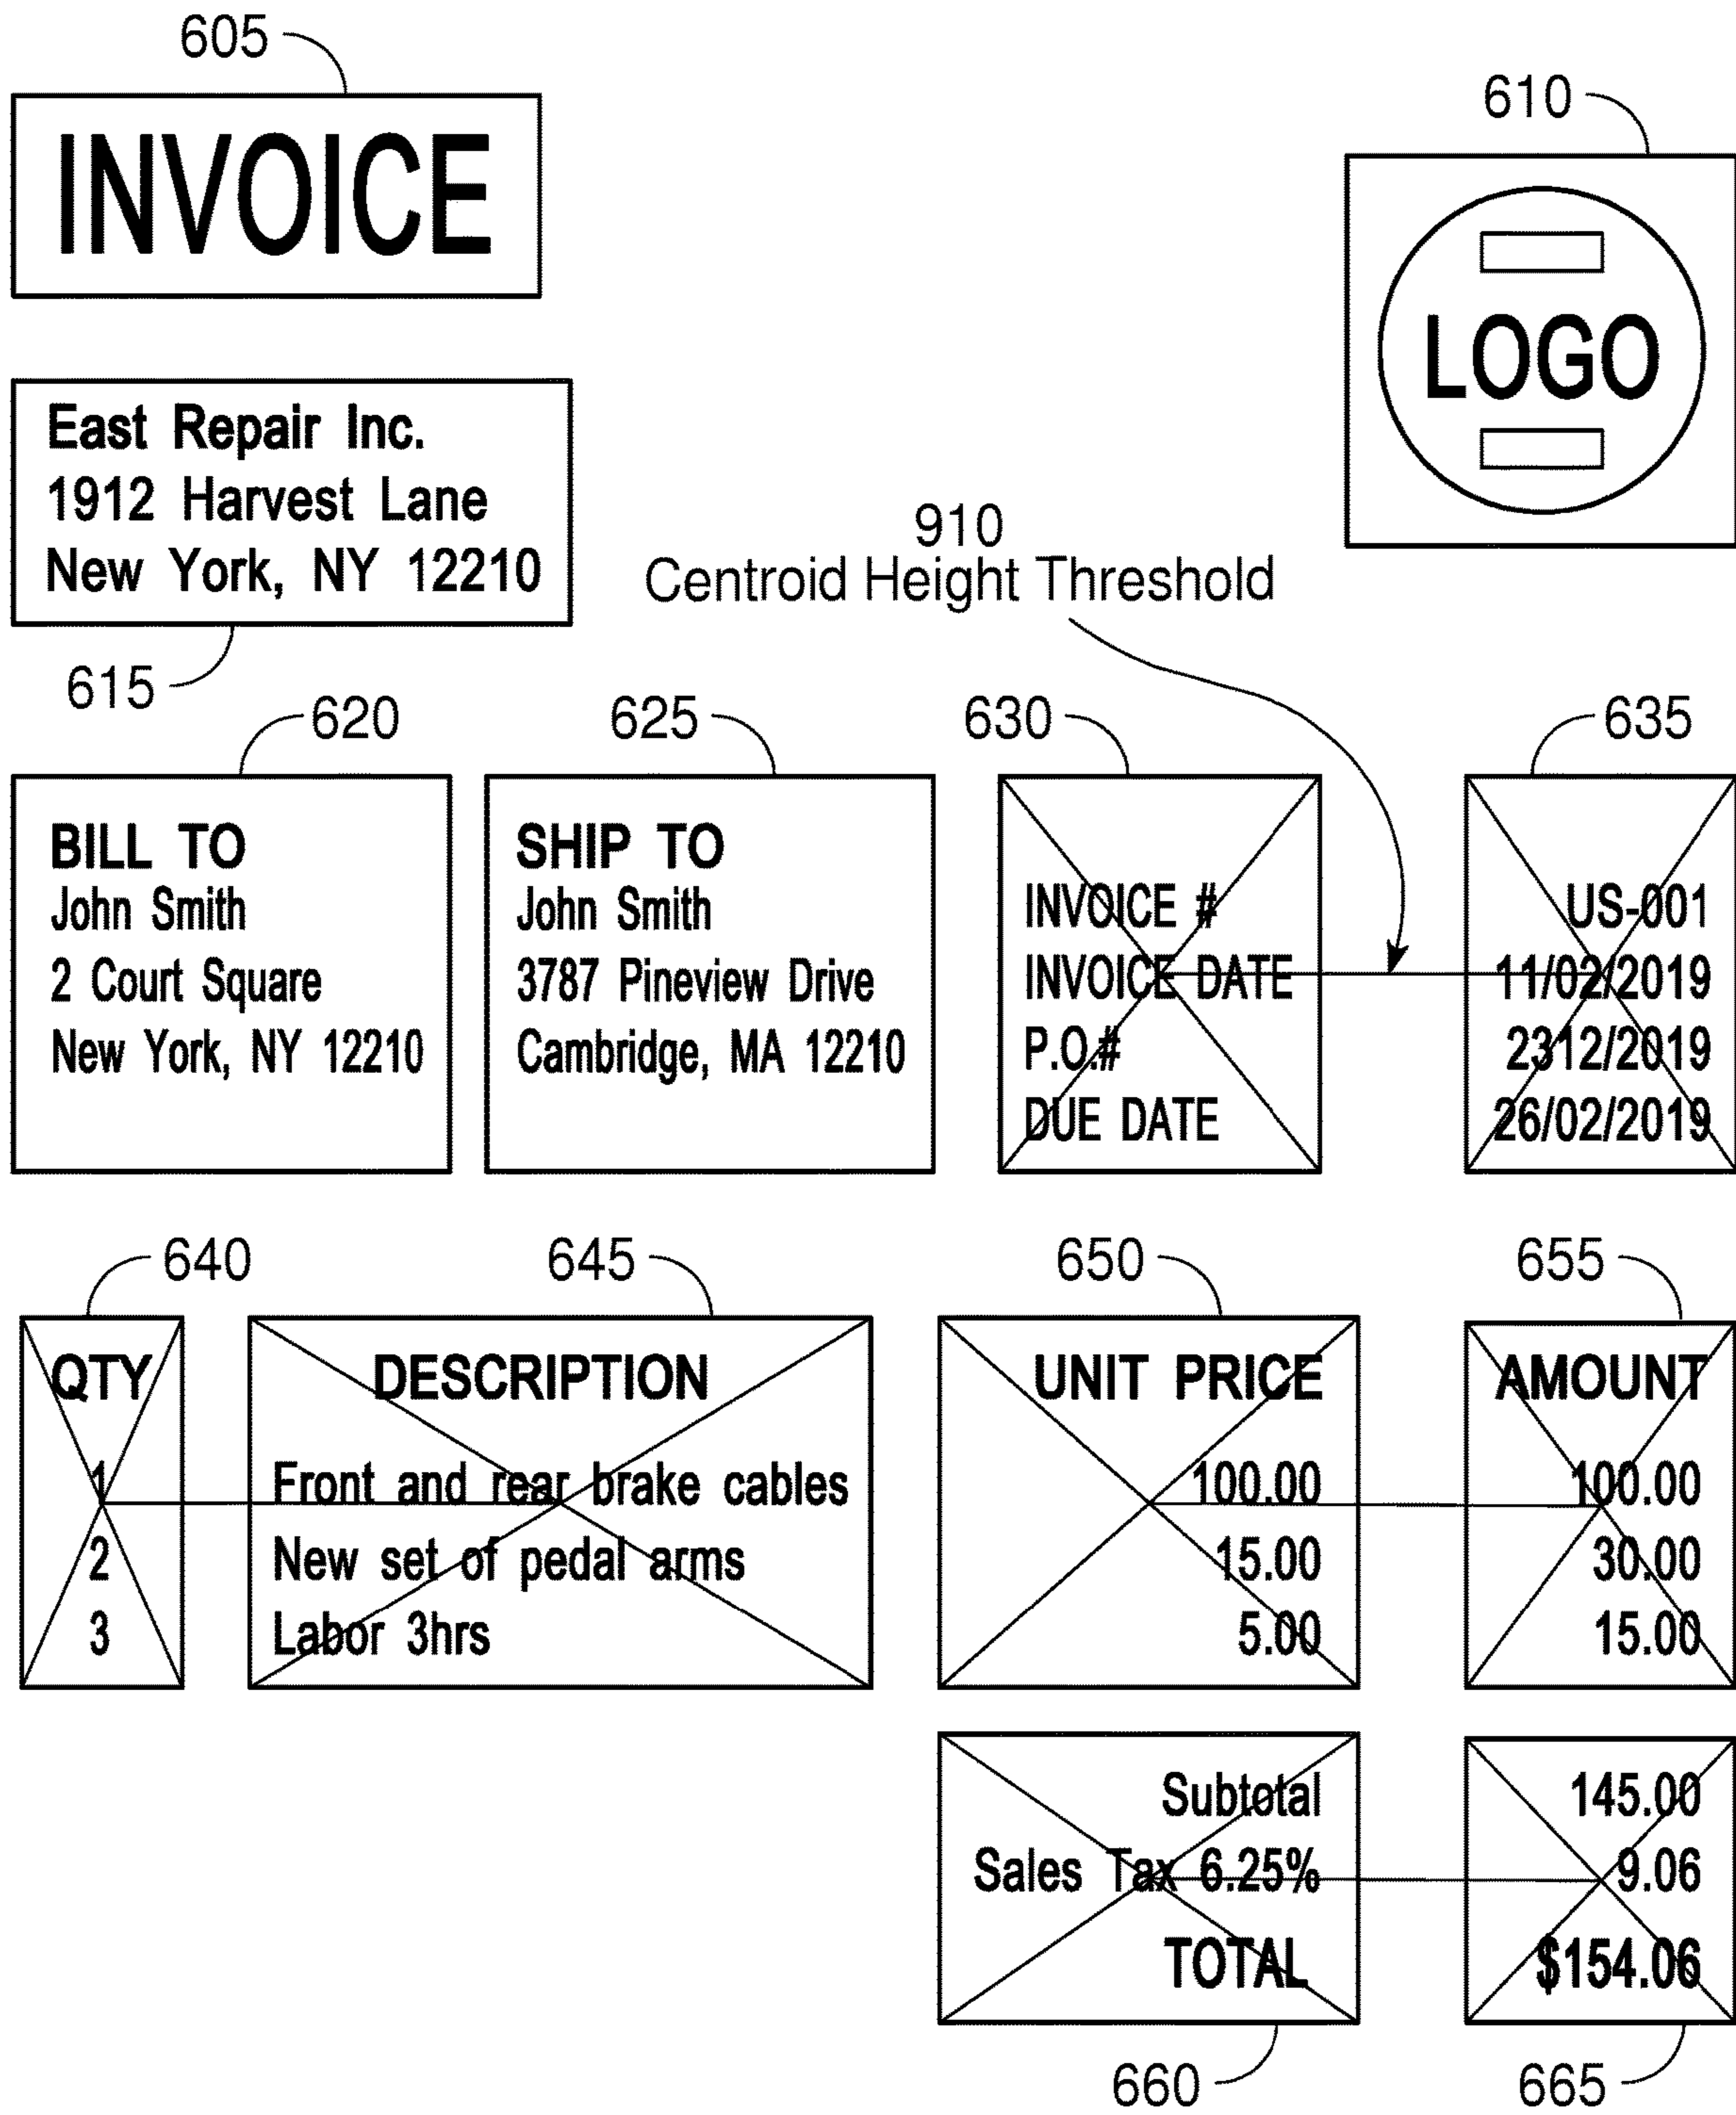 605
INVOICE
610
LOGO
East Repair Inc.
1912 Harvest Lane
New York, NY 12210
615
910
Centroid Height Threshold
620
BILL TO
John Smith
2 Court Square
New York, NY 12210
625
SHIP TO
John Smith
3787 Pineview Drive
Cambridge, MA 12210
630 635
INVOICE # US-001
INVOICE DATE 11/02/2019
P.O.# 2312/2019
DUE DATE 26/02/2019
640 645 650 655
QTY DESCRIPTION UNIT PRICE AMOUNT
1 Front and rear brake cables 100.00 100.00
2 New set of pedal arms 15.00 30.00
3 Labor 3hrs 5.00 15.00
Subtotal 145.00
Sales Tax 6.25% 9.06
TOTAL $154.06
660 665